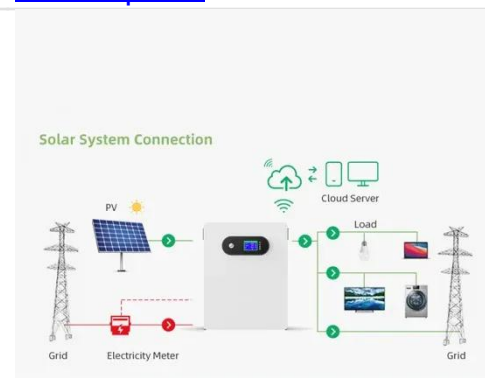 Solar System Connection
Cloud Server
PV
Load
Grid
Electricity Meter
Grid